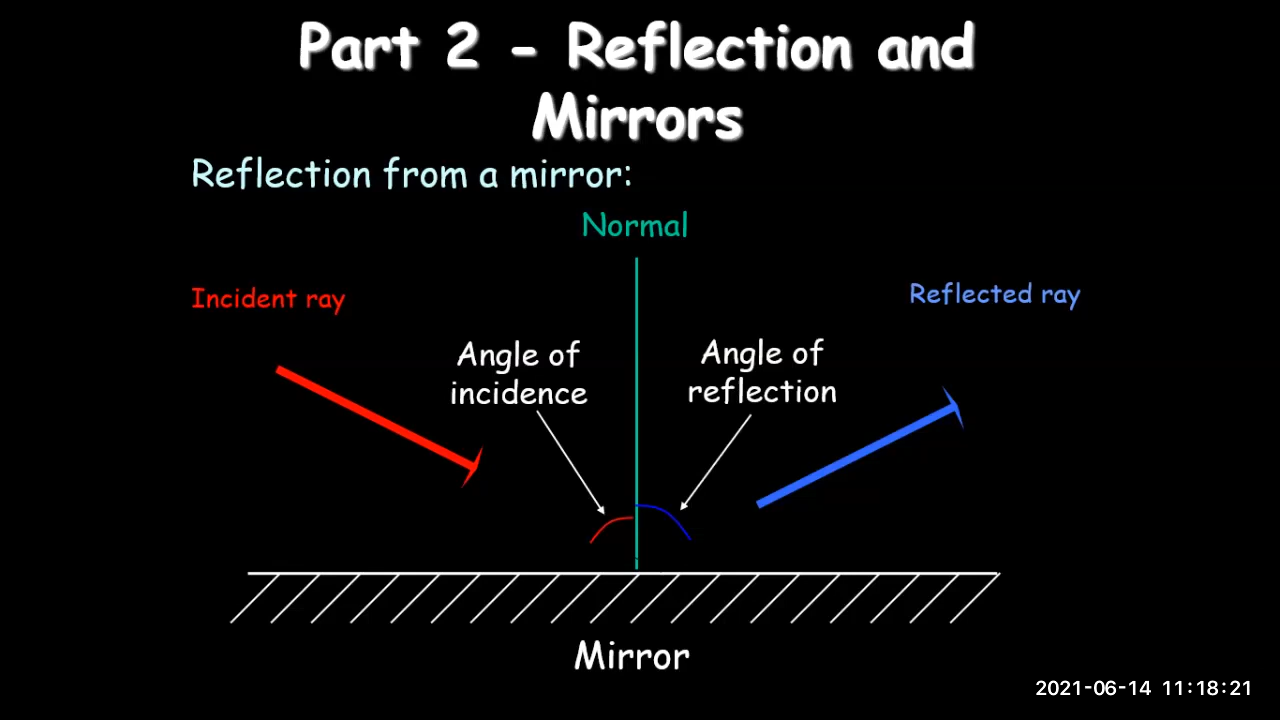 Part 2 - Reflection and
Mirrors
Reflection from a mirror:
Normal
Incident ray
Reflected ray
Angle of
incidence
Angle of
reflection
Mirror
2021-06-14 11:18:21